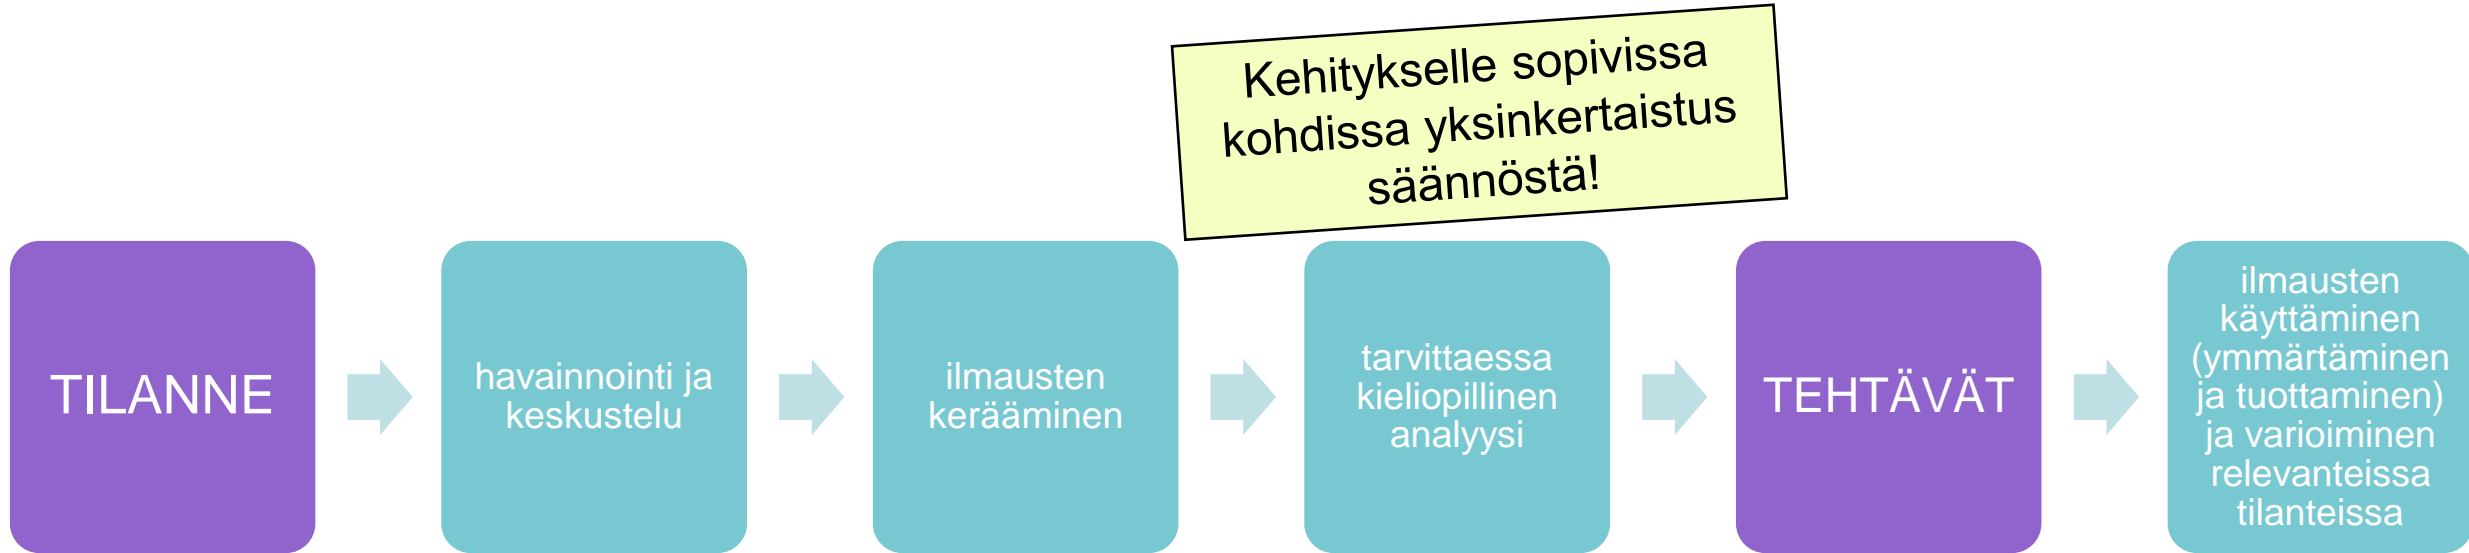 Kehitykselle sopivissa
kohdissa yksinkertaistus
säännöstä!
TILANNE
havainnointi ja
keskustelu
ilmausten
kerääminen
tarvittaessa
kieliopillinen
analyysi
TEHTÄVÄT
ilmausten
käyttäminen
(ymmärtäminen
ja tuottaminen)
ja varioiminen
relevanteissa
tilanteissa